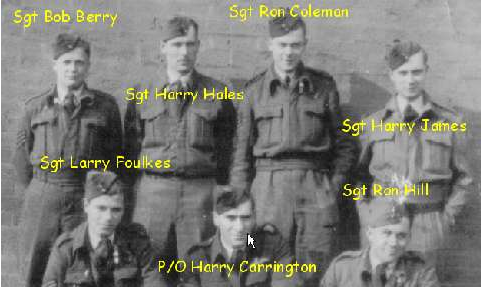 Sgt Bob Berry
Sgt Ron Coleman
Sgt Harry Hales
Sgt Harry James
Sgt Larry Foulkes
Sgt Ron Hill
P/O Harry Carrington